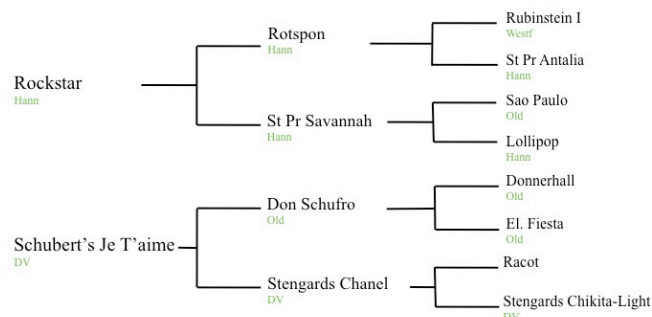 Rubinstein I
Westf
Rotspon
Hann
St Pr Antalia
Hann
Rockstar
Hann
Sao Paulo
Old
St Pr Savannah
Hann
Lollipop
Hann
Donnerhall
Old
Don Schufro
Old
El. Fiesta
Old
Schubert’s Je T’aime
DV
Racot
Stengards Chanel
DV
Stengards Chikita-Light
DV